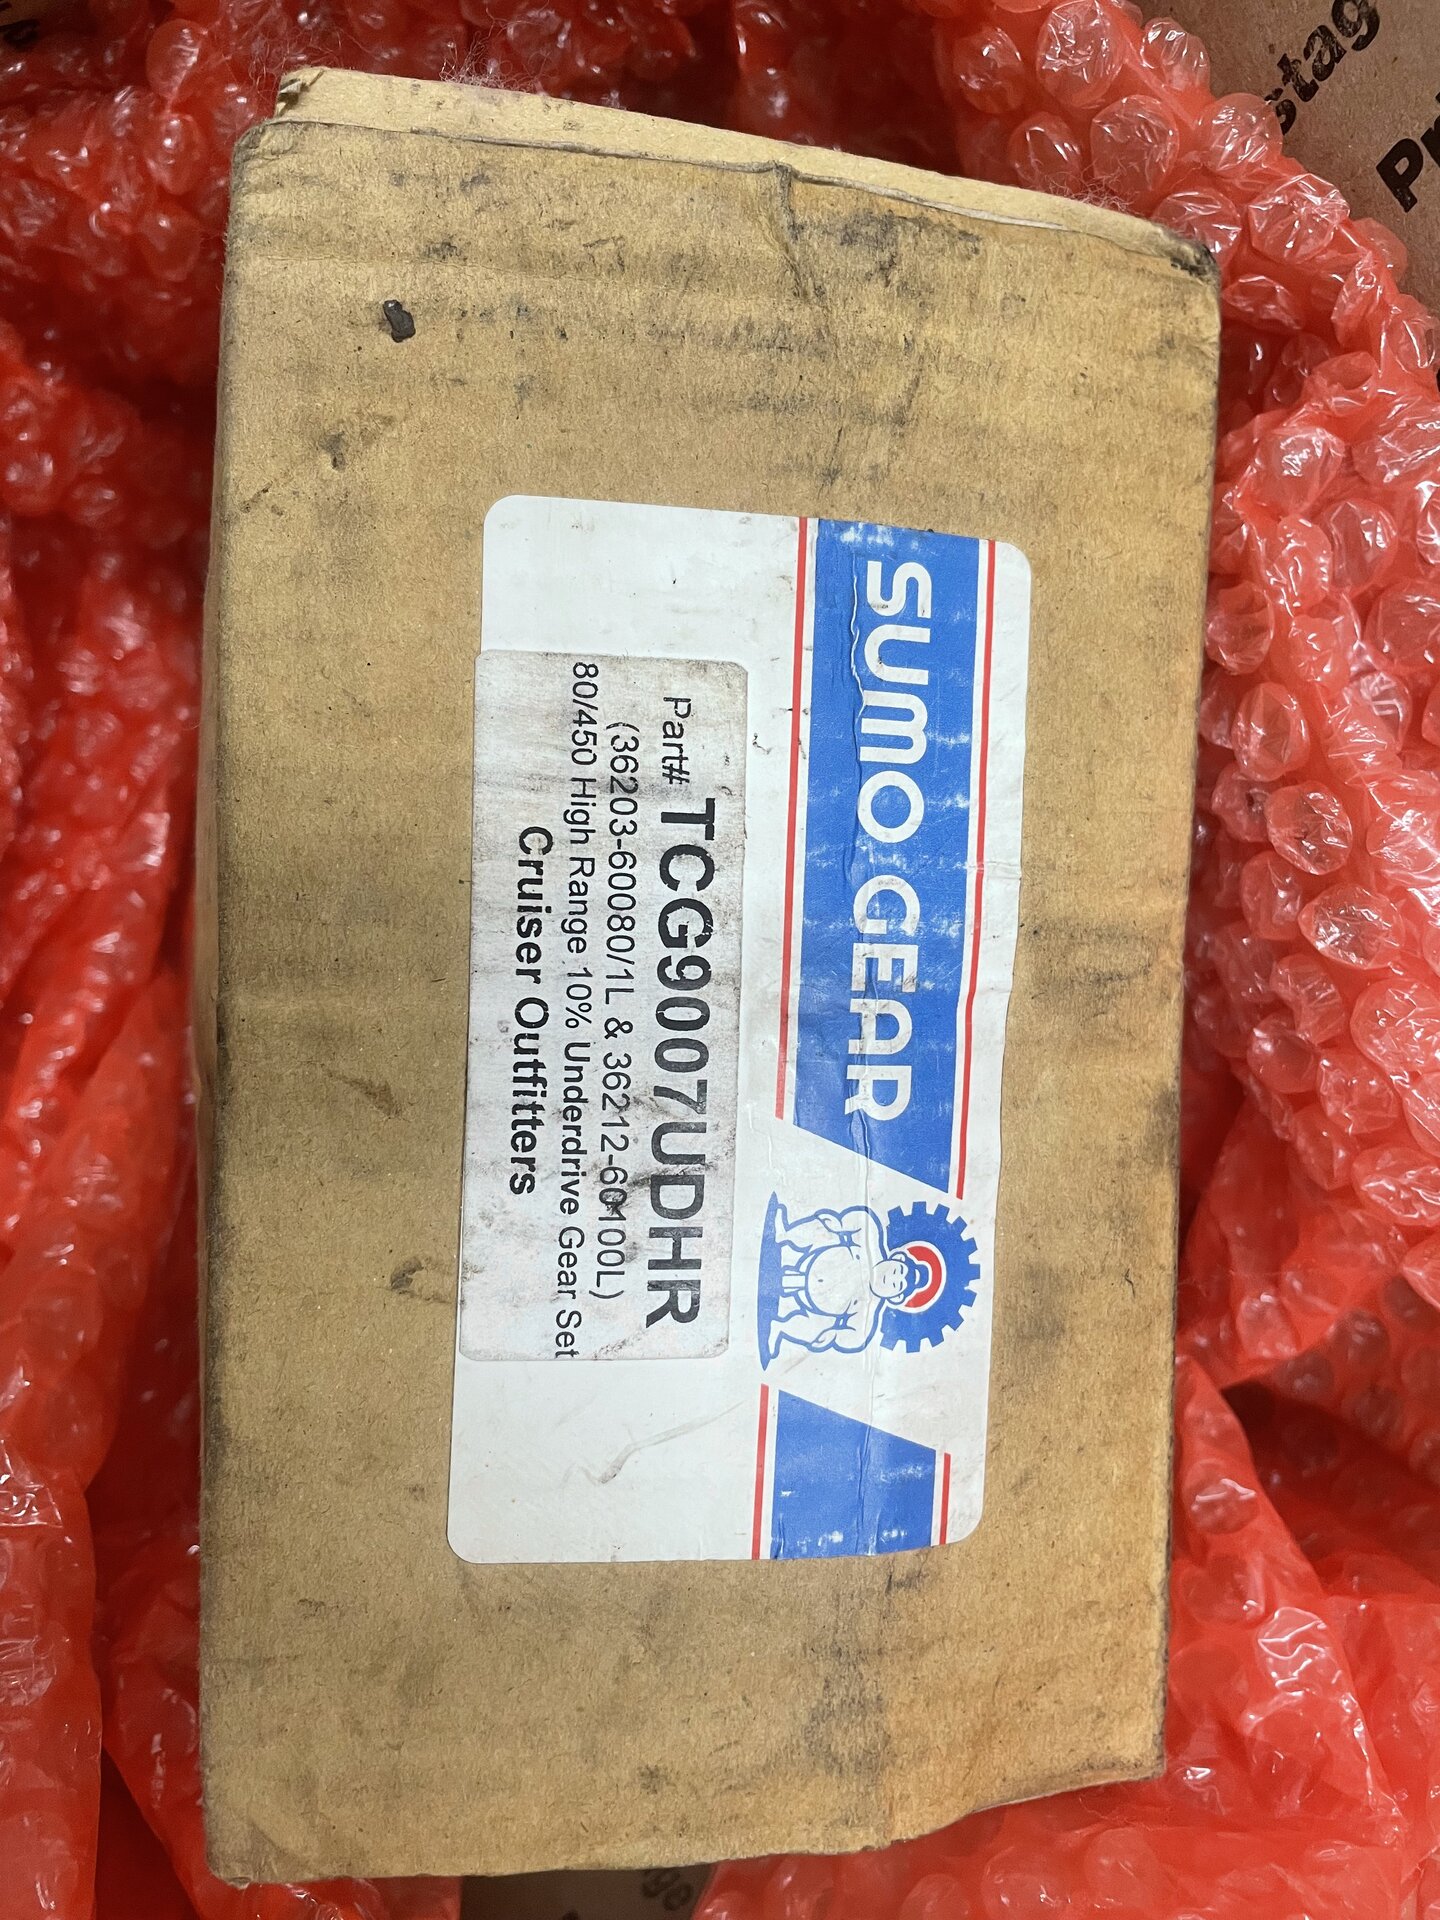 SUMO GEAR
Part# TCG9007UDHR
(36203-60080/1L & 36212-60100L)
80/450 High Range 10% Underdrive Gear Set
Cruiser Outfitters